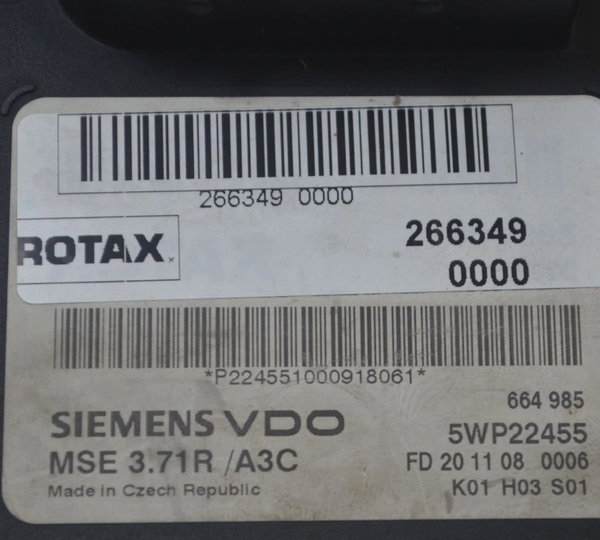 266349 0000
ROTAX
266349
0000
*P224551000918061*
664 985
SIEMENS VDO
5WP22455
MSE 3.71R /A3C
FD 20 11 08 0006
Made in Czech Republic
K01 H03 S01